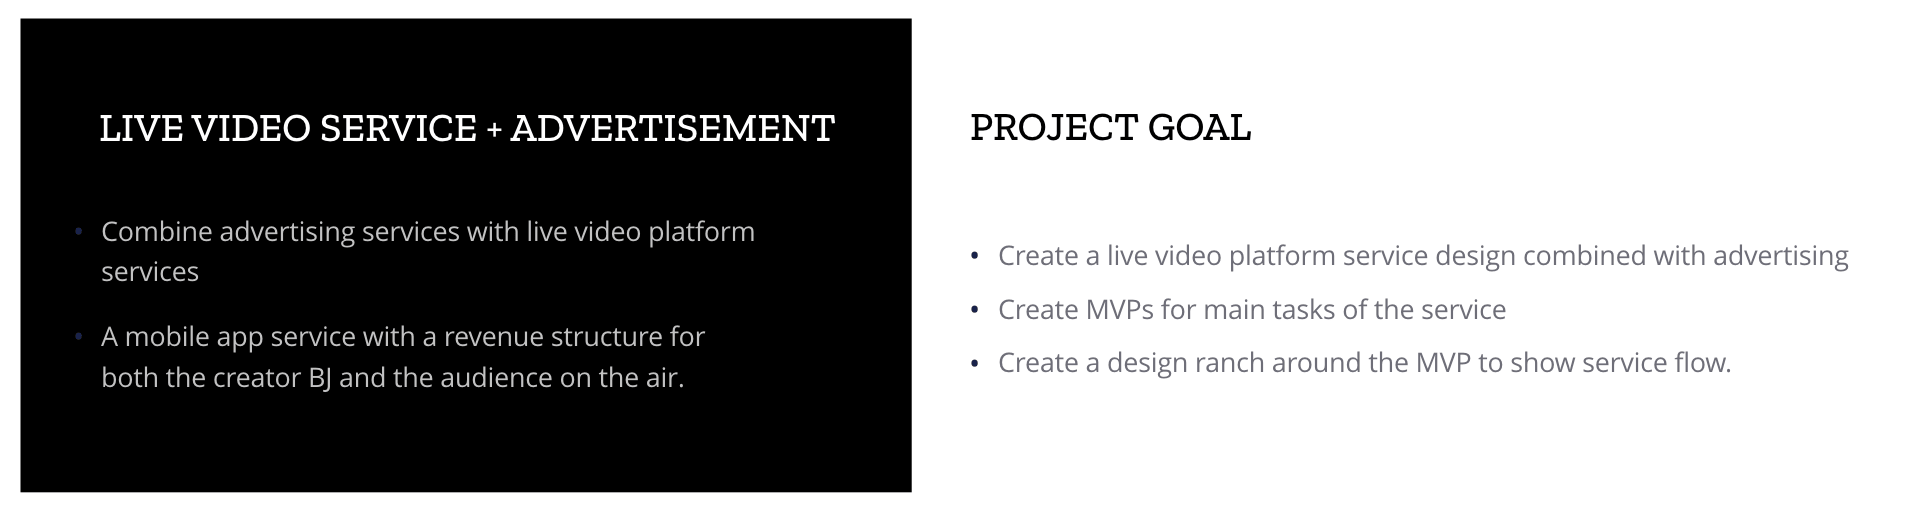 LIVE VIDEO SERVICE + ADVERTISEMENT
• Combine advertising services with live video platform
services
• A mobile app service with a revenue structure for
both the creator BJ and the audience on the air.
PROJECT GOAL
• Create a live video platform service design combined with advertising
• Create MVPs for main tasks of the service
• Create a design ranch around the MVP to show service flow.